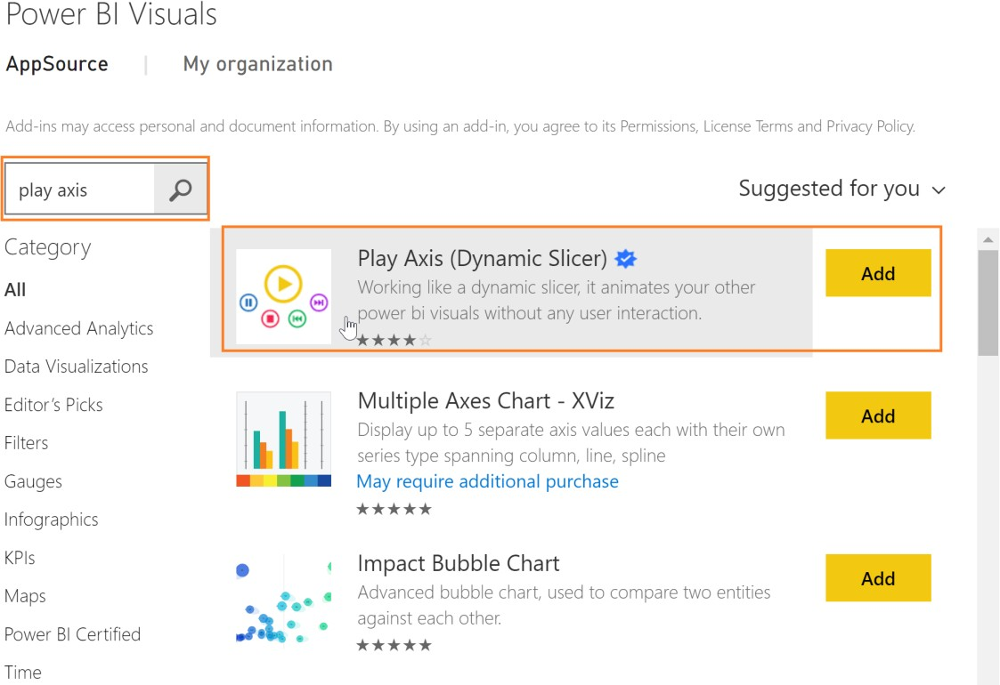 Power BI Visuals
AppSource | My organization
Add-ins may access personal and document information. By using an add-in, you agree to its Permissions, License Terms and Privacy Policy.
play axis
Suggested for you
Category
All
Advanced Analytics
Data Visualizations
Editor's Picks
Filters
Gauges
Infographics
KPIs
Maps
Power BI Certified
Time
Play Axis (Dynamic Slicer)
Working like a dynamic slicer, it animates your other
power bi visuals without any user interaction.
Add
Multiple Axes Chart - XViz
Display up to 5 separate axis values each with their own
series type spanning column, line, spline
May require additional purchase
Add
Impact Bubble Chart
Advanced bubble chart, used to compare two entities
against each other.
Add